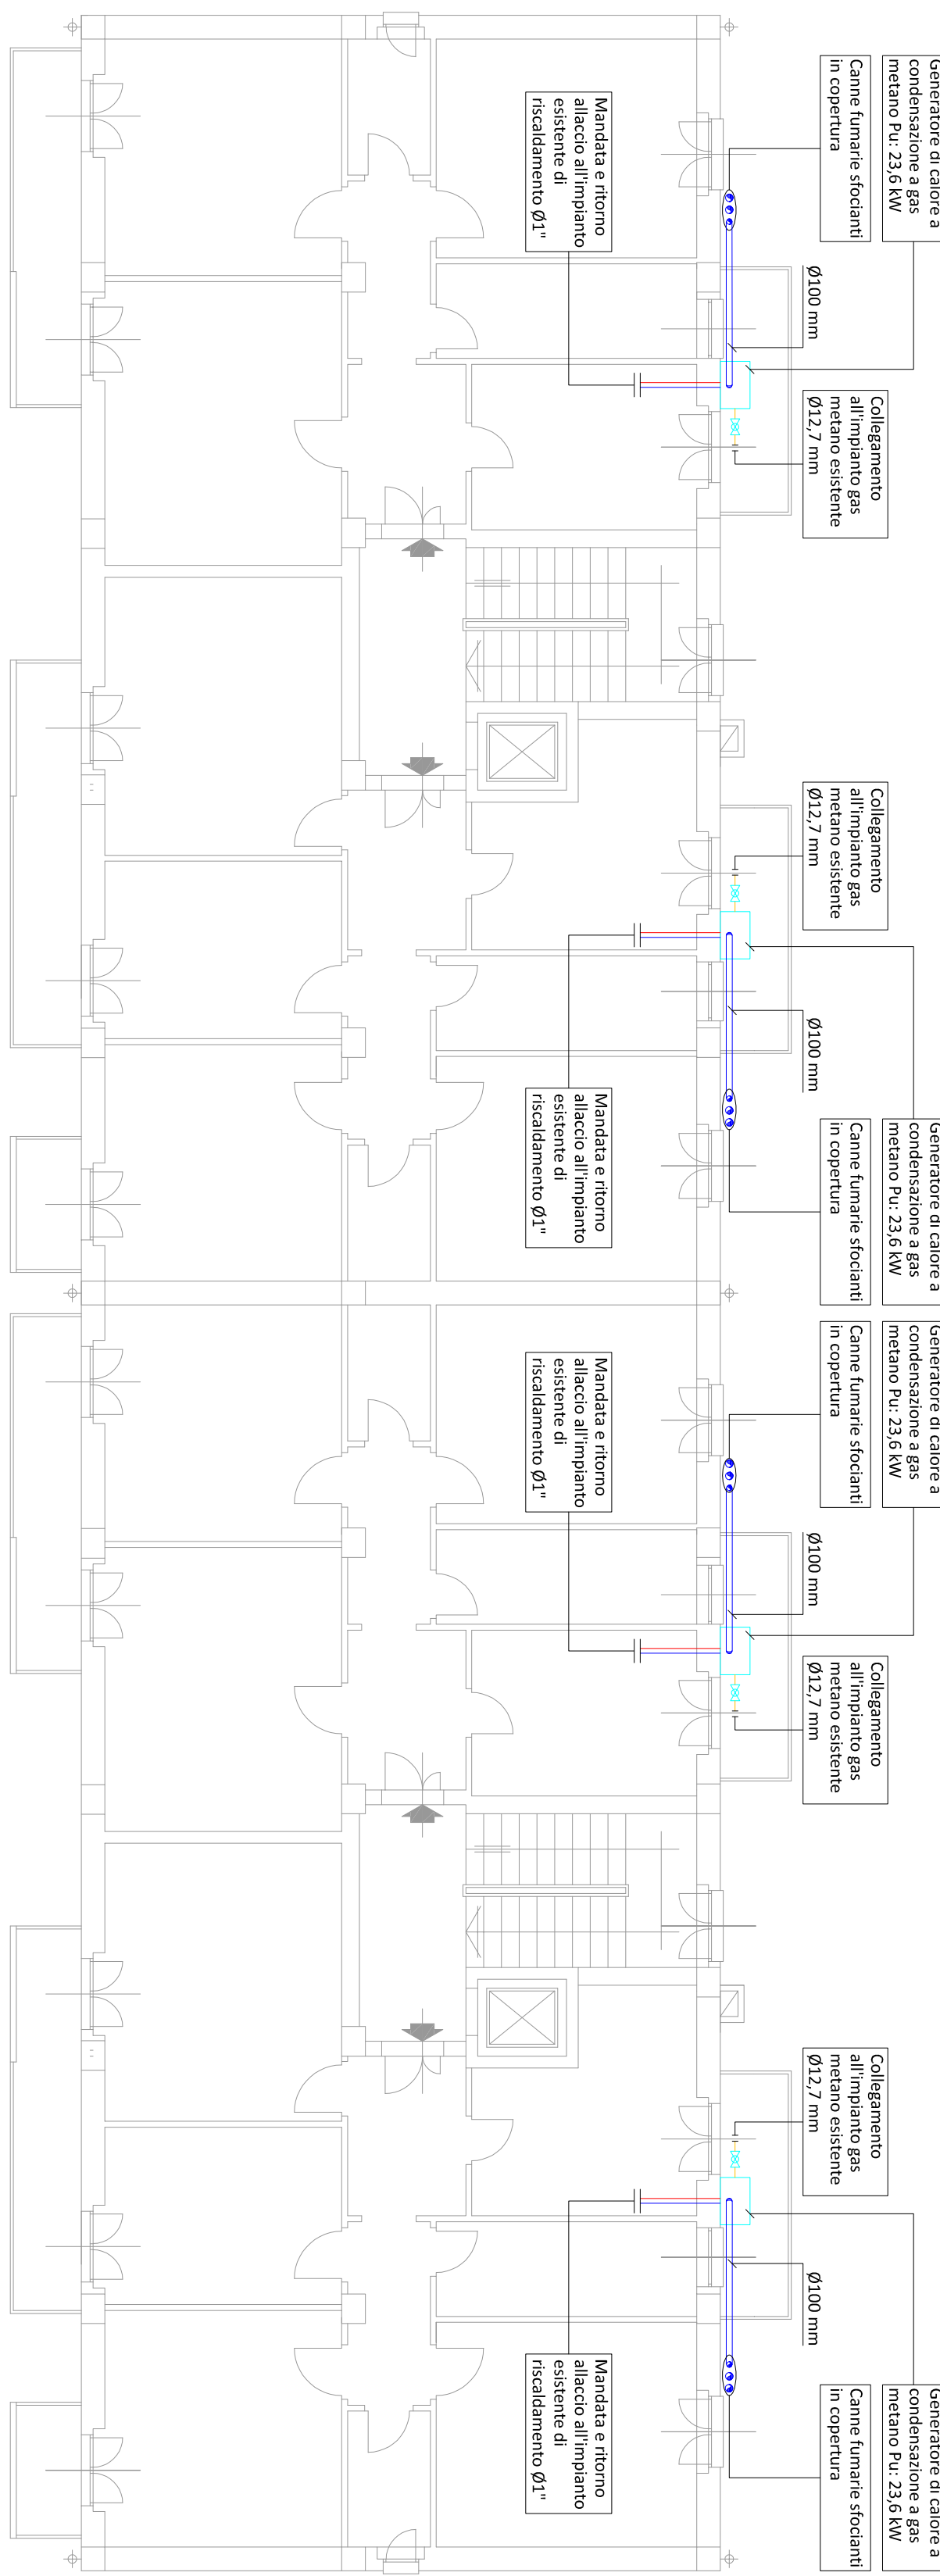 Generatore di calore a
condensazione a gas
metano Pu: 23,6 kW
Canne fumarie sfocianti
in copertura
Ø100 mm
Collegamento
all'impianto gas
metano esistente
Ø12,7 mm
Mandata e ritorno
allaccio all'impianto
esistente di
riscaldamento Ø1"
Collegamento
all'impianto gas
metano esistente
Ø12,7 mm
Ø100 mm
Generatore di calore a
condensazione a gas
metano Pu: 23,6 kW
Canne fumarie sfocianti
in copertura
Mandata e ritorno
allaccio all'impianto
esistente di
riscaldamento Ø1"
Generatore di calore a
condensazione a gas
metano Pu: 23,6 kW
Canne fumarie sfocianti
in copertura
Ø100 mm
Collegamento
all'impianto gas
metano esistente
Ø12,7 mm
Mandata e ritorno
allaccio all'impianto
esistente di
riscaldamento Ø1"
Collegamento
all'impianto gas
metano esistente
Ø12,7 mm
Ø100 mm
Generatore di calore a
condensazione a gas
metano Pu: 23,6 kW
Canne fumarie sfocianti
in copertura
Mandata e ritorno
allaccio all'impianto
esistente di
riscaldamento Ø1"